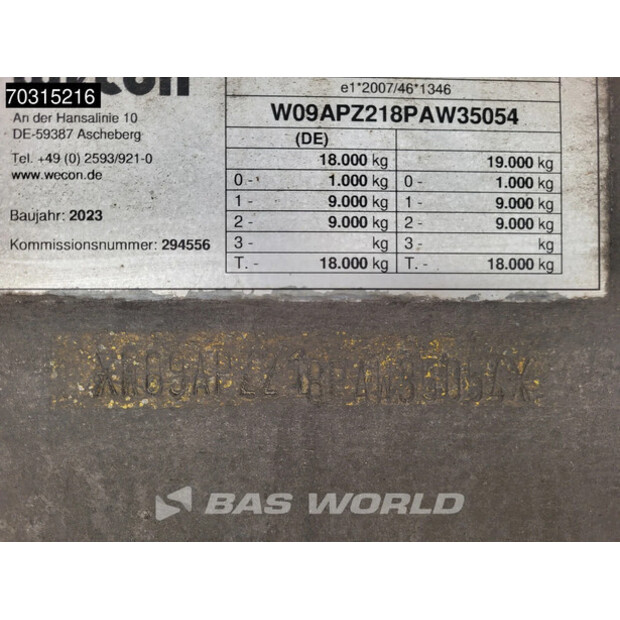 wecon
70315216
An der Hansalinie 10
DE-59387 Ascheberg
Tel. +49 (0) 2593/921-0
www.wecon.de
Baujahr: 2023
Kommissionsnummer: 294556
e1*2007/46*1346
W09APZ218PAW35054
(DE)
18.000 kg 19.000 kg
0 - 1.000 kg 0 - 1.000 kg
1 - 9.000 kg 1 - 9.000 kg
2 - 9.000 kg 2 - 9.000 kg
3 - kg 3 - kg
T. - 18.000 kg T. - 18.000 kg
XW09APZ218PAW35054X
BAS WORLD